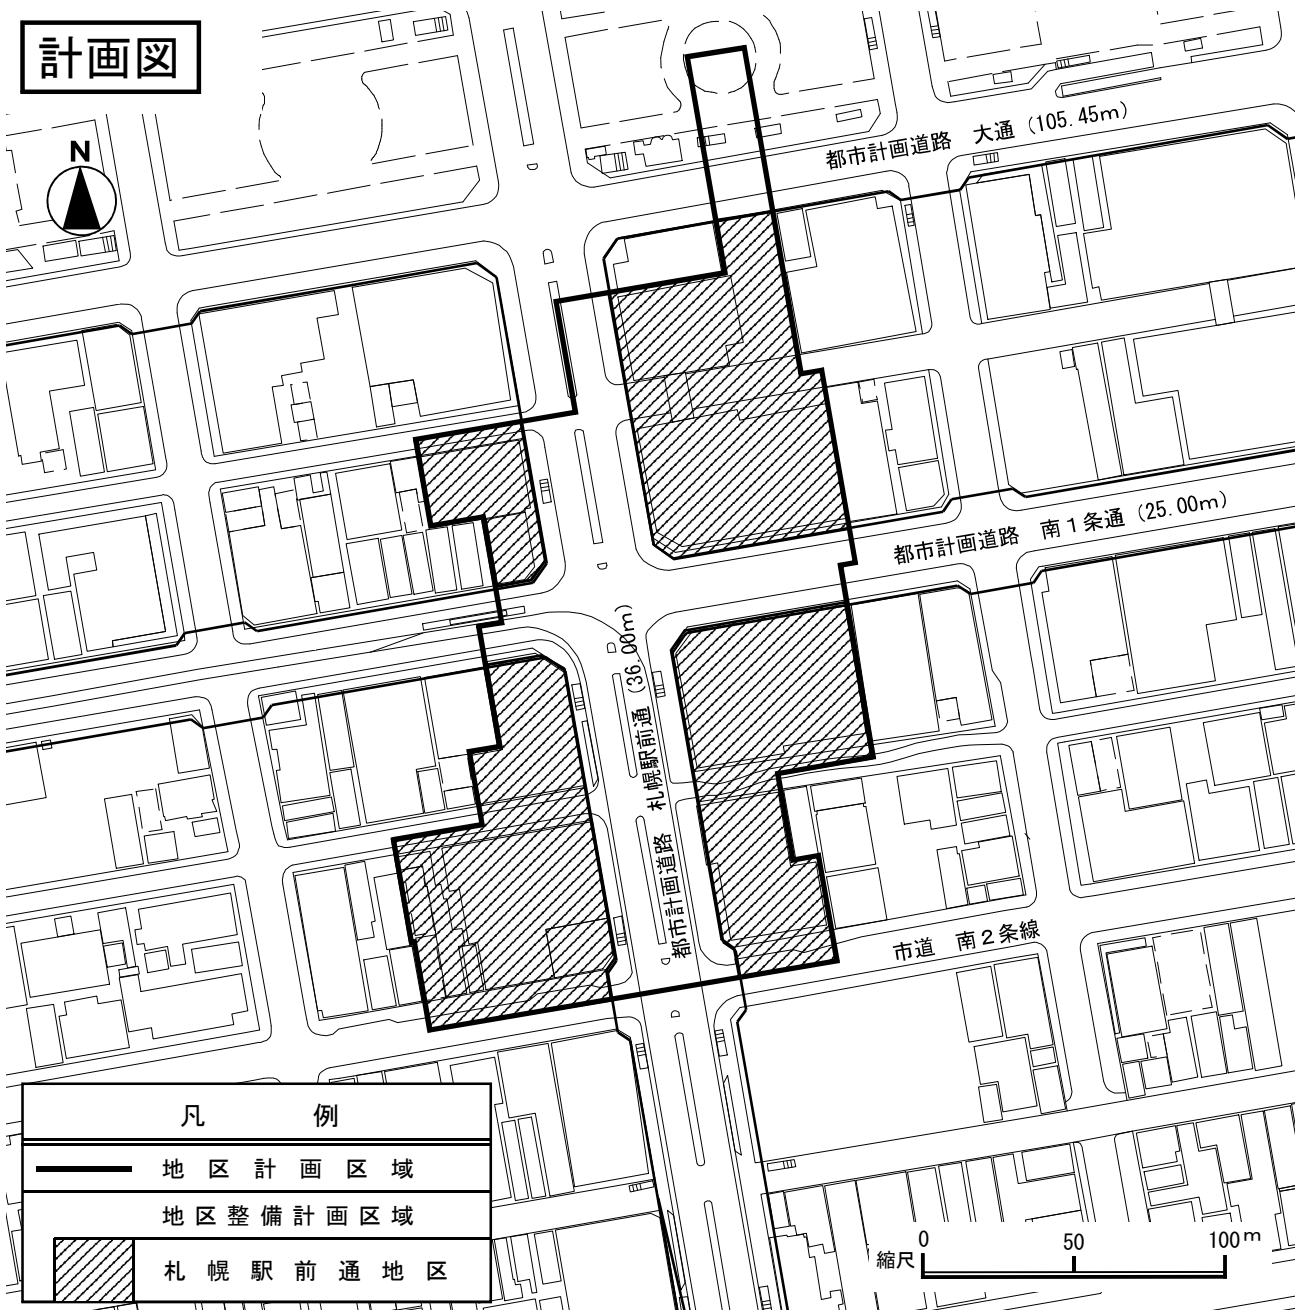 計画図
N
都市計画道路　大通（105.45m）
都市計画道路　南１条通（25.00m）
都市計画道路　札幌駅前通（36.00m）
市道　南２条線
凡　例
地区計画区域
地区整備計画区域
札幌駅前通地区
縮尺 0 50 100m